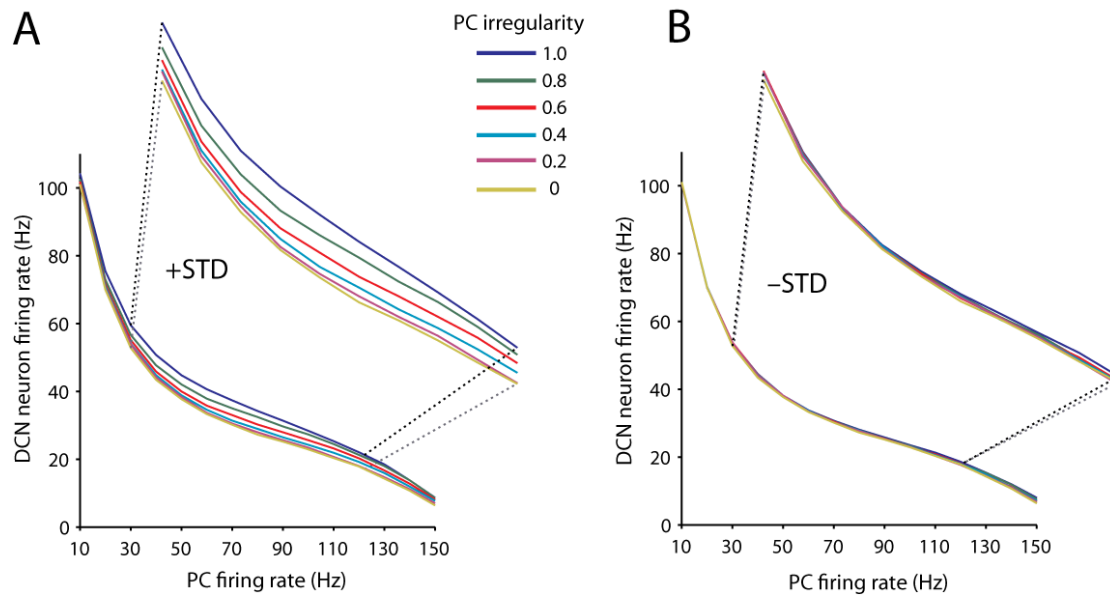 A
PC irregularity
1.0
0.8
0.6
0.4
0.2
0
+STD
DCN neuron firing rate (Hz)
100
80
60
40
20
0
10 30 50 70 90 110 130 150
PC firing rate (Hz)
B
–STD
DCN neuron firing rate (Hz)
100
80
60
40
20
0
10 30 50 70 90 110 130 150
PC firing rate (Hz)